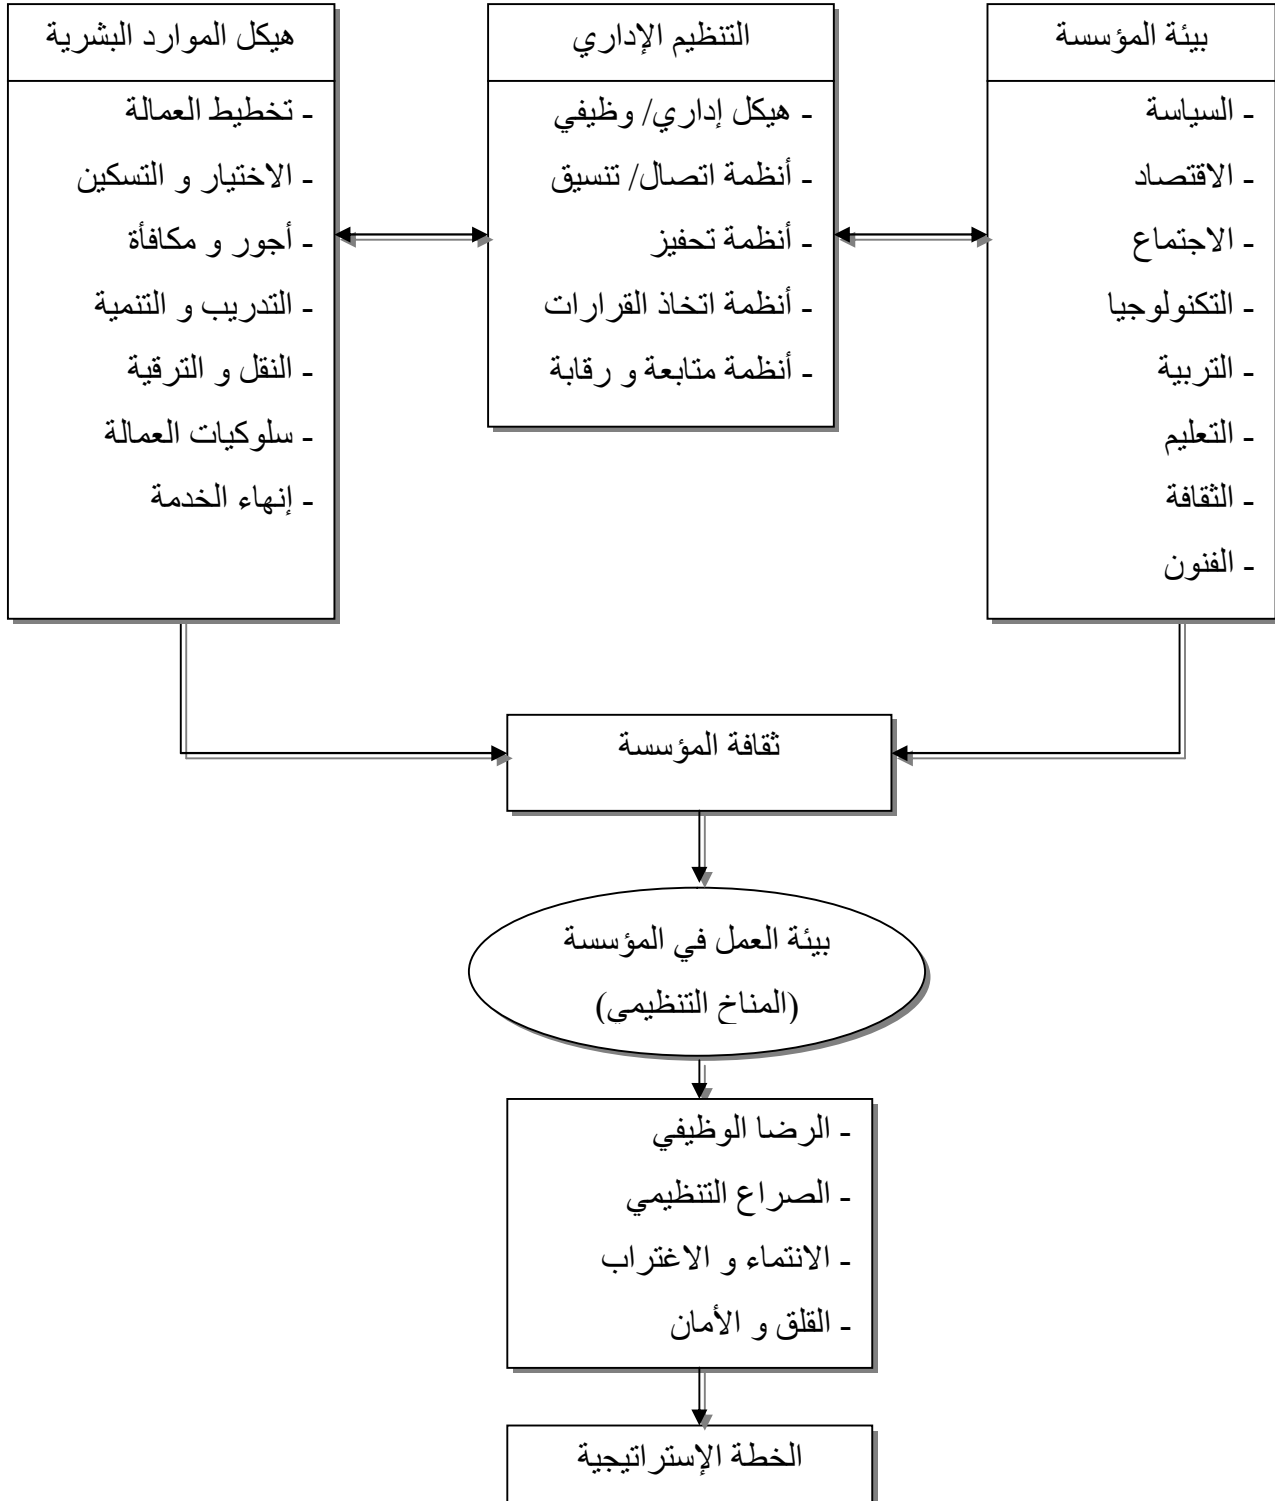 بيئة المؤسسة
- السياسة
- الاقتصاد
- الاجتماع
- التكنولوجيا
- التربية
- التعليم
- الثقافة
- الفنون
التنظيم الإداري
- هيكل إداري/ وظيفي
- أنظمة اتصال/ تنسيق
- أنظمة تحفيز
- أنظمة اتخاذ القرارات
- أنظمة متابعة و رقابة
هيكل الموارد البشرية
- تخطيط العمالة
- الاختيار و التسكين
- أجور و مكافأة
- التدريب و التنمية
- النقل و الترقية
- سلوكيات العمالة
- إنهاء الخدمة
ثقافة المؤسسة
بيئة العمل في المؤسسة
(المناخ التنظيمي)
- الرضا الوظيفي
- الصراع التنظيمي
- الانتماء و الاغتراب
- القلق و الأمان
الخطة الإستراتيجية